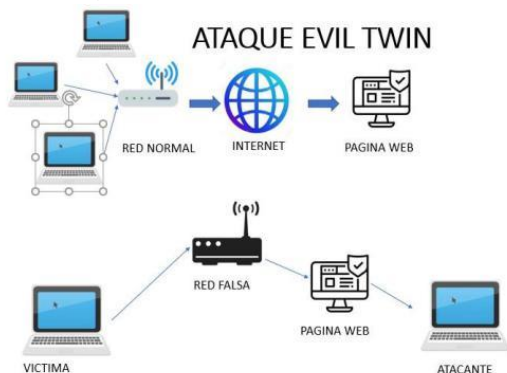 ATAQUE EVIL TWIN
RED NORMAL
INTERNET
PAGINA WEB
RED FALSA
PAGINA WEB
VICTIMA
ATACANTE